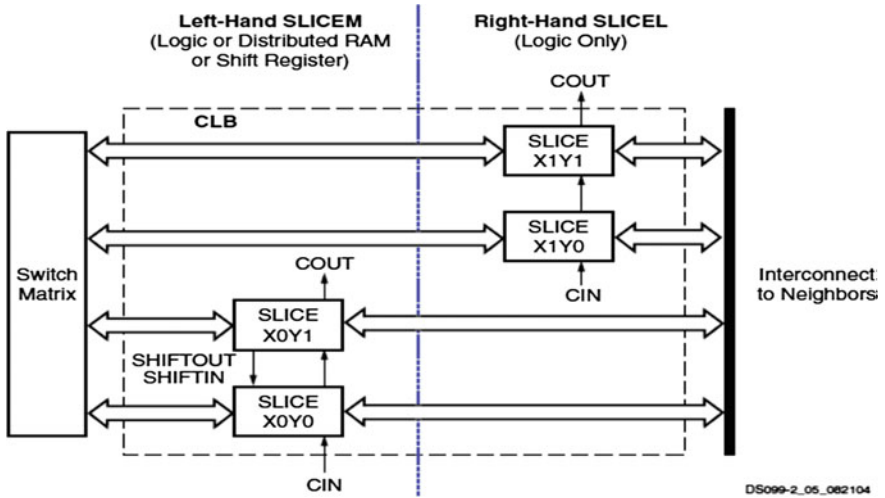 Left-Hand SLICEM
(Logic or Distributed RAM
or Shift Register)
Right-Hand SLICEL
(Logic Only)
COUT
CLB
SLICE
X1Y1
SLICE
X1Y0
Switch
Matrix
COUT
CIN
Interconnect
to Neighbors
SLICE
X0Y1
SHIFTOUT
SHIFTIN
SLICE
X0Y0
CIN
DS099-2_05_082104